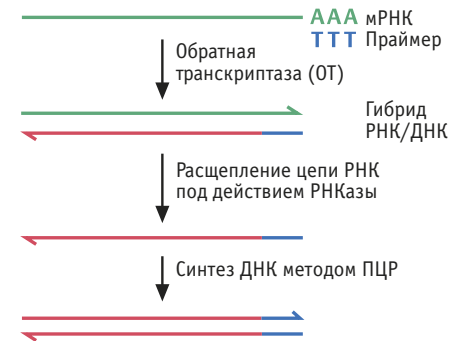 AAA мРНК
TTT Праймер
Обратная
транскриптаза (ОТ)
Гибрид
РНК/ДНК
Расщепление цепи РНК
под действием РНКазы
Синтез ДНК методом ПЦР